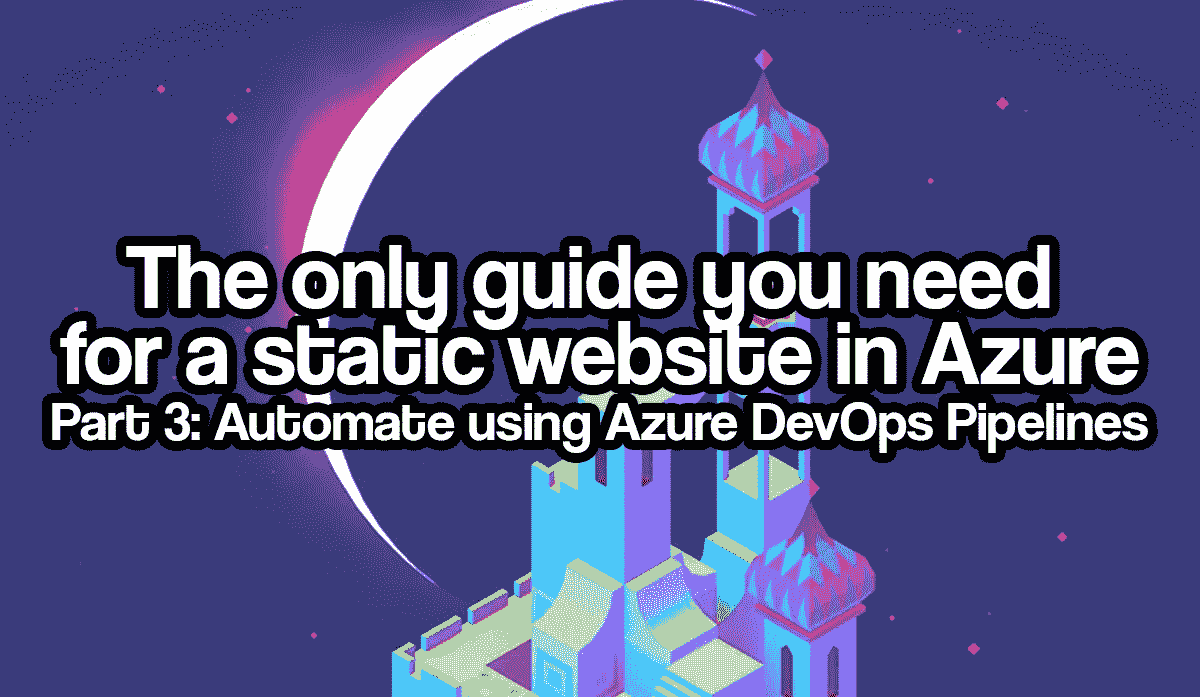 The only guide you need
for a static website in Azure
Part 3: Automate using Azure DevOps Pipelines